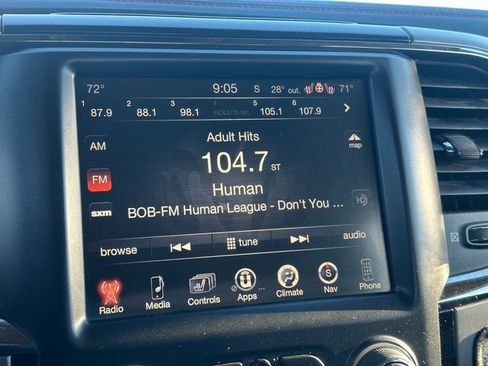 72° 9:05 S 28° out. 71°
1 2 3 4 5 6
87.9 88.1 98.1 HOLD to set 105.1 107.9
AM Adult Hits map
FM 104.7 ST
Human
sxm BOB-FM Human League - Don't You ... HD
browse tune audio
Radio Media Controls Apps Climate Nav Phone